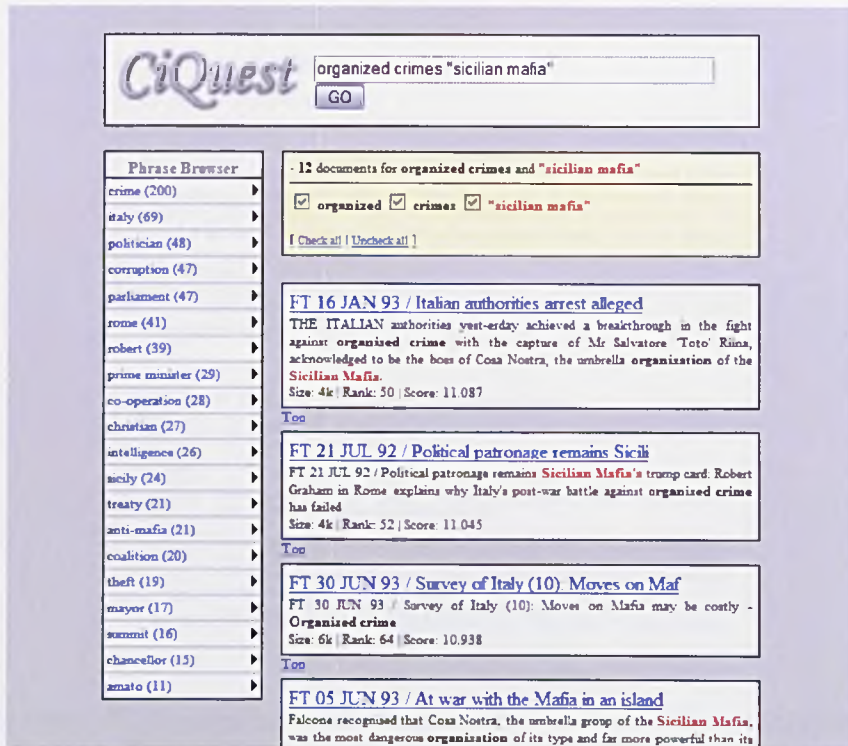 CiQuest
organized crimes "sicilian mafia"
GO
Phrase Browser
crime (200)
italy (69)
politician (48)
corruption (47)
parliament (47)
rome (41)
robert (39)
prime minister (29)
co-operation (28)
christian (27)
intelligence (26)
sicily (24)
treaty (21)
anti-mafia (21)
coalition (20)
theft (19)
mayor (17)
summit (16)
chancellor (15)
amato (11)
- 12 documents for organized crimes and "sicilian mafia"
organized crimes "sicilian mafia"
[ Check all | Uncheck all ]
FT 16 JAN 93 / Italian authorities arrest alleged
THE ITALIAN authorities yest-erday achieved a breakthrough in the fight
against organised crime with the capture of Mr Salvatore 'Toto' Riina,
acknowledged to be the boss of Cosa Nostra, the umbrella organization of the
Sicilian Mafia.
Size: 4k | Rank: 50 | Score: 11.087
Top
FT 21 JUL 92 / Political patronage remains Sicili
FT 21 JUL 92 / Political patronage remains Sicilian Mafia's trump card: Robert
Graham in Rome explains why Italy's post-war battle against organised crime
has failed
Size: 4k | Rank: 52 | Score: 11.045
Top
FT 30 JUN 93 / Survey of Italy (10): Moves on Maf
FT 30 JUN 93 / Survey of Italy (10): Moves on Mafia may be costly -
Organised crime
Size: 6k | Rank: 64 | Score: 10.938
Top
FT 05 JUN 93 / At war with the Mafia in an island
Falcone recognised that Cosa Nostra, the umbrella group of the Sicilian Mafia,
was the most dangerous organization of its type and far more powerful than its